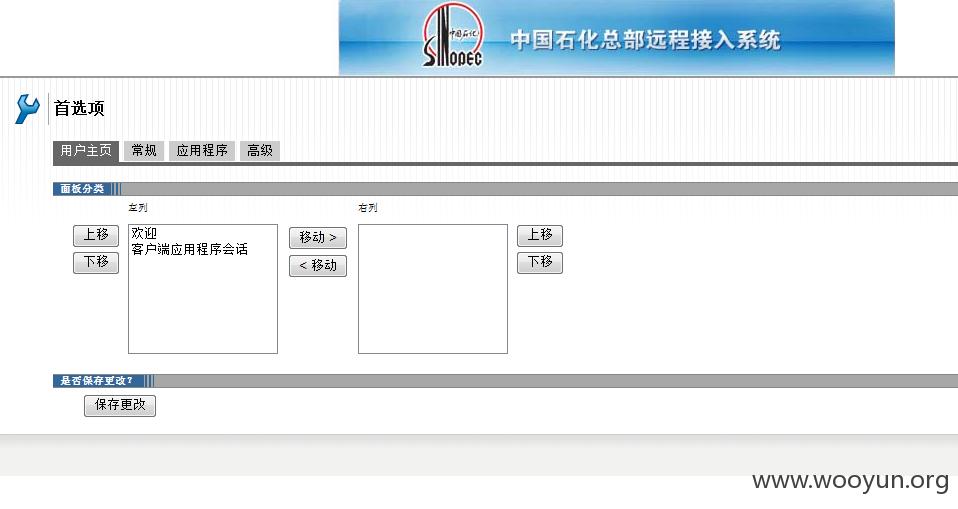 中国石化
SINOPEC
中国石化总部远程接入系统
首选项
用户主页 常规 应用程序 高级
面板分类
左列 右列
上移 欢迎 移动 > 上移
客户端应用程序会话
下移 < 移动 下移
是否保存更改?
保存更改
www.wooyun.org